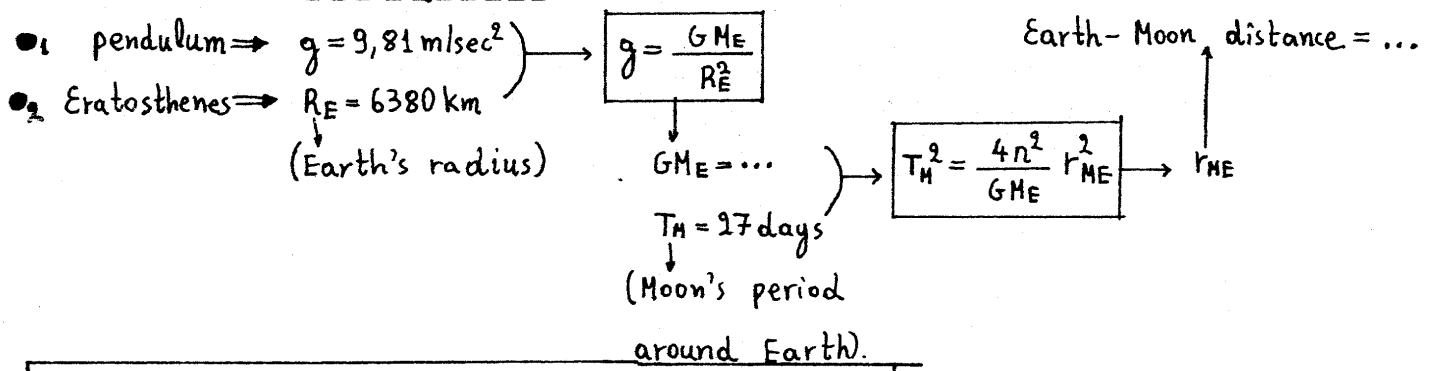 ●1 pendulum ⇒ g = 9,81 m/sec² → g = GM_E / R_E²
Earth - Moon distance = ...
●2 Eratosthenes ⇒ R_E = 6380 km
(Earth's radius)
GM_E = ...
T_M² = 4π² / GM_E r_ME² → r_ME
T_M = 27 days
(Moon's period
around Earth).